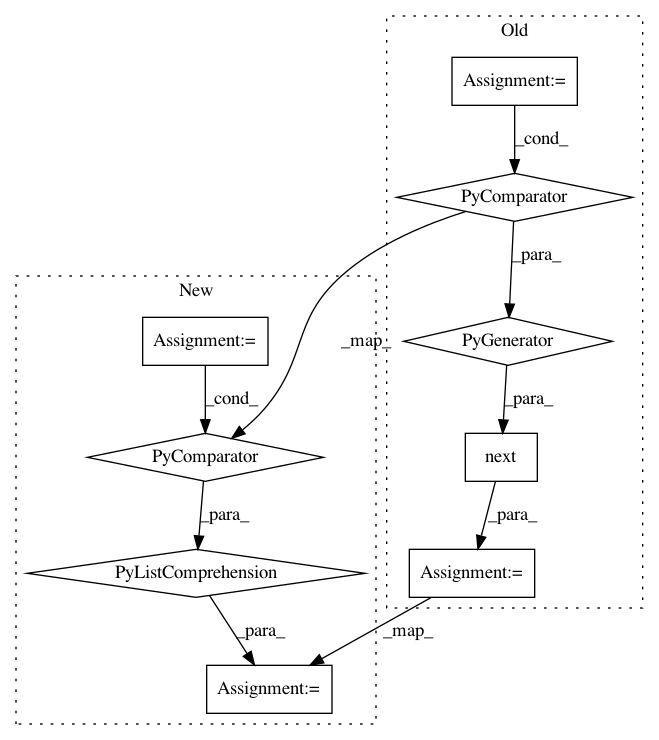 Old
Assignment:=
_cond_
PyComparator
_para_
New
Assignment:=
_map_
PyGenerator
_cond_
_para_
PyComparator
next
_para_
_para_
PyListComprehension
Assignment:=
_para_
_map_
Assignment:=